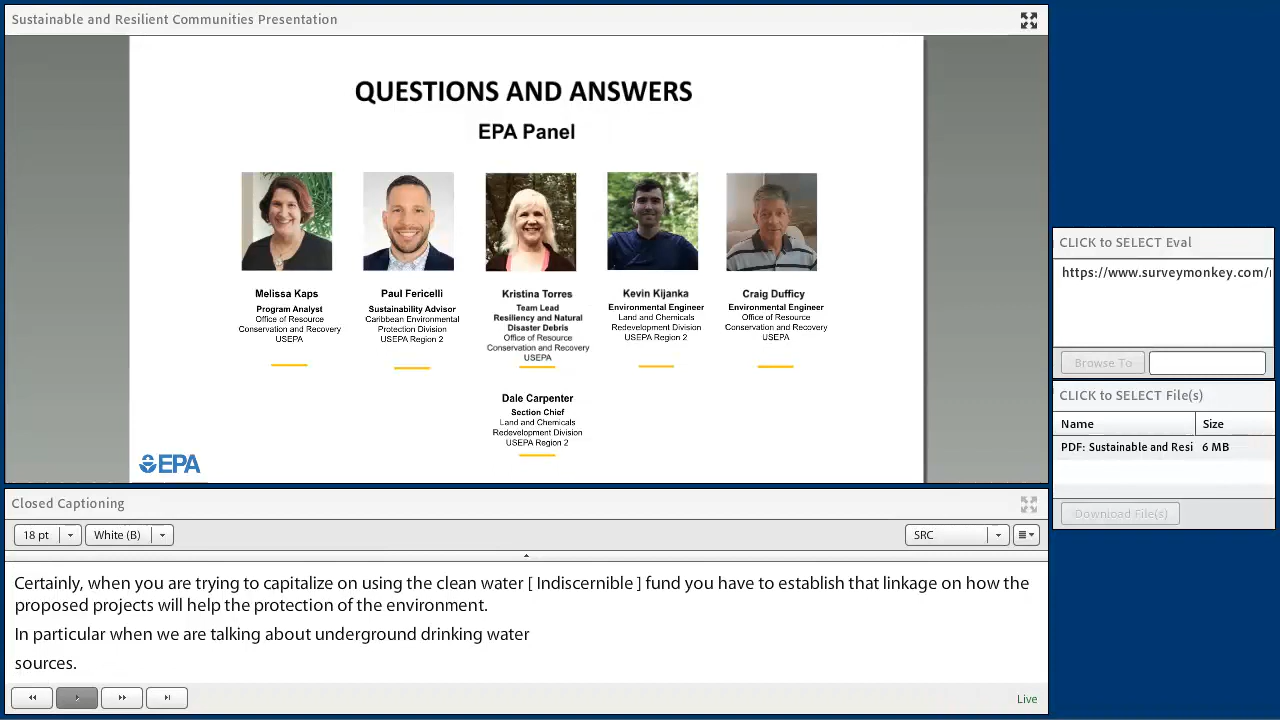 Sustainable and Resilient Communities Presentation
QUESTIONS AND ANSWERS
EPA Panel
Melissa Kaps
Program Analyst
Office of Resource
Conservation and Recovery
USEPA
Paul Fericelli
Sustainability Advisor
Caribbean Environmental
Protection Division
USEPA Region 2
Kristina Torres
Team Lead
Resiliency and Natural
Disaster Debris
Office of Resource
Conservation and Recovery
USEPA
Kevin Kijanka
Environmental Engineer
Land and Chemicals
Redevelopment Division
USEPA Region 2
Craig Dufficy
Environmental Engineer
Office of Resource
Conservation and Recovery
USEPA
Dale Carpenter
Section Chief
Land and Chemicals
Redevelopment Division
USEPA Region 2
EPA
CLICK to SELECT Eval
https://www.surveymonkey.com/r
Browse To
CLICK to SELECT File(s)
Name Size
PDF: Sustainable and Resi 6 MB
Download File(s)
Closed Captioning
18 pt White (B) SRC
Certainly, when you are trying to capitalize on using the clean water [ Indiscernible ] fund you have to establish that linkage on how the
proposed projects will help the protection of the environment.
In particular when we are talking about underground drinking water
sources.
Live